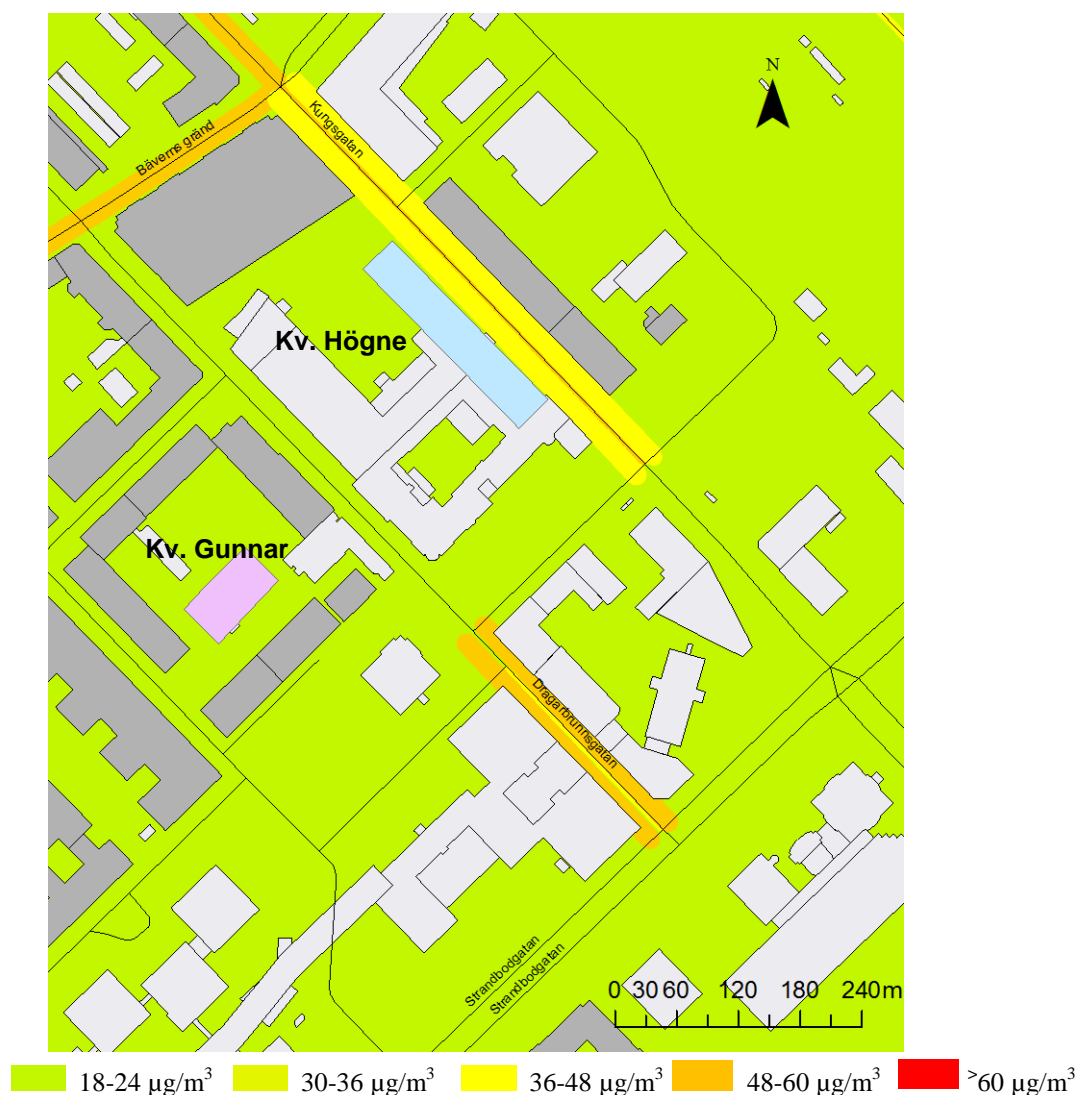 N
Kungsgatan
Bäverns gränd
Kv. Högne
Kv. Gunnar
Dragarbrunnsgatan
Strandbodgatan
Strandbodgatan
0 30 60 120 180 240m
18-24 µg/m³ 30-36 µg/m³ 36-48 µg/m³ 48-60 µg/m³ >60 µg/m³